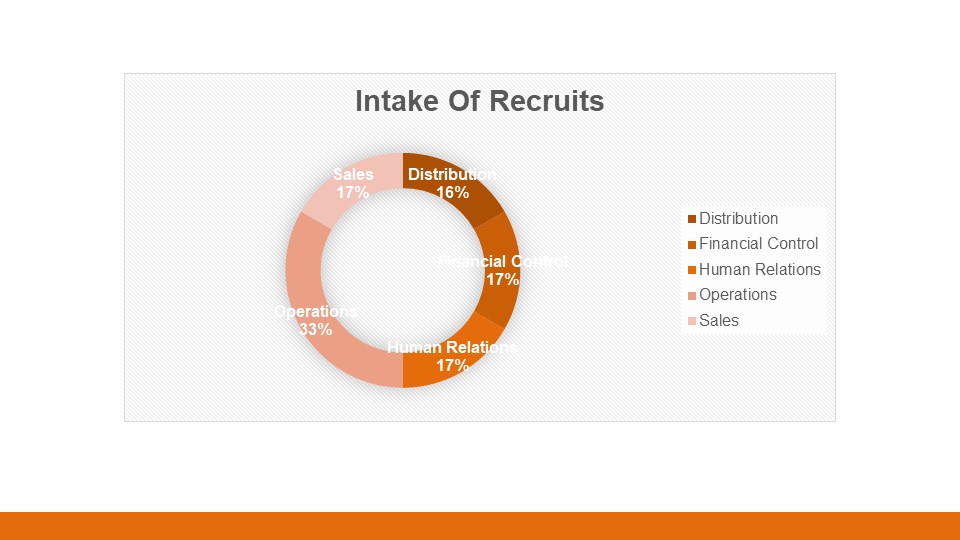 Intake Of Recruits
Sales
17%
Distribution
16%
Financial Control
17%
Operations
33%
Human Relations
17%
Distribution
Financial Control
Human Relations
Operations
Sales